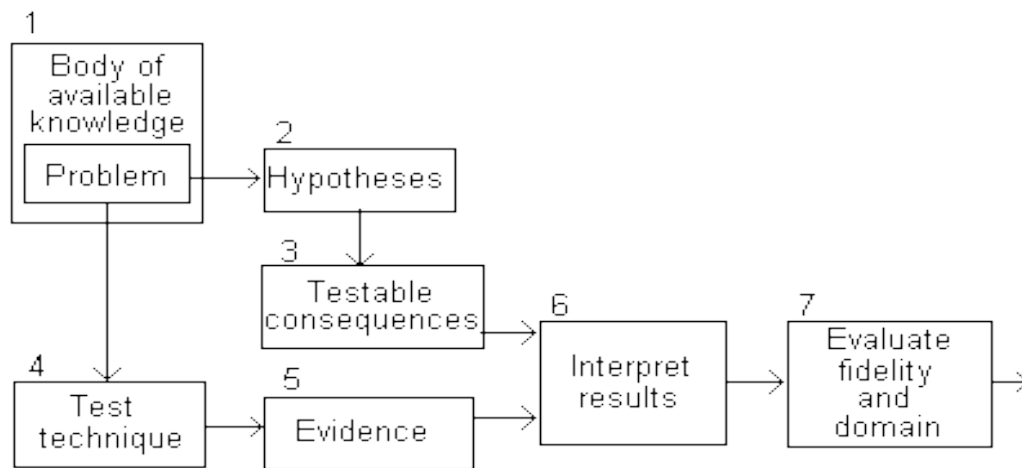 1
Body of
available
knowledge
Problem
2
Hypotheses
3
Testable
consequences
4
Test
technique
5
Evidence
6
Interpret
results
7
Evaluate
fidelity
and
domain